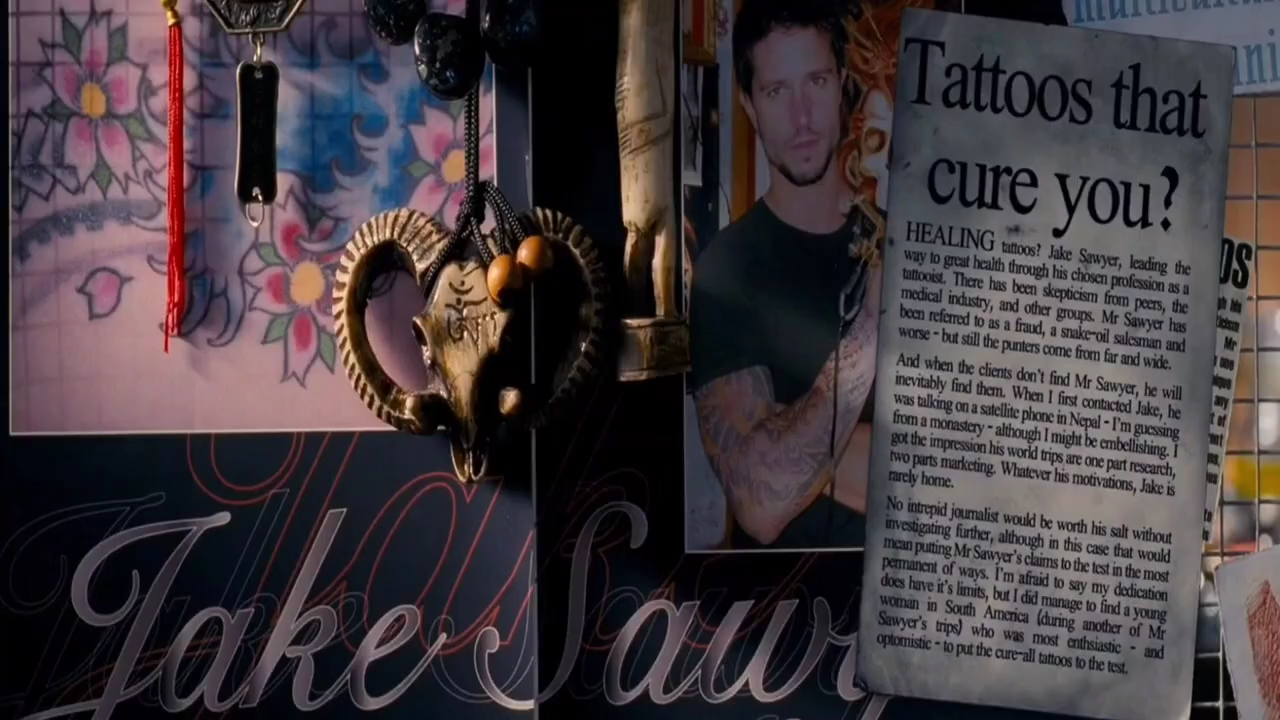 Tattoos that
cure you?
HEALING tattoos? Jake Sawyer, leading the
way to great health through his chosen profession as a
tattooist. There has been skepticism from peers, the
medical industry, and other groups. Mr Sawyer has
been referred to as a fraud, a snake-oil salesman and
worse - but still the punters come from far and wide.
And when the clients don't find Mr Sawyer, he will
inevitably find them. When I first contacted Jake, he
was talking on a satellite phone in Nepal - I'm guessing
from a monastery - although I might be embellishing. I
got the impression his world trips are one part research,
two parts marketing. Whatever his motivations, Jake is
rarely home.
No intrepid journalist would be worth his salt without
investigating further, although in this case that would
mean putting Mr Sawyer's claims to the test in the most
permanent of ways. I'm afraid to say my dedication
does have it's limits, but I did manage to find a young
woman in South America (during another of Mr
Sawyer's trips) who was most enthsiastic - and
optomistic - to put the cure-all tattoos to the test.
Jake Sawy